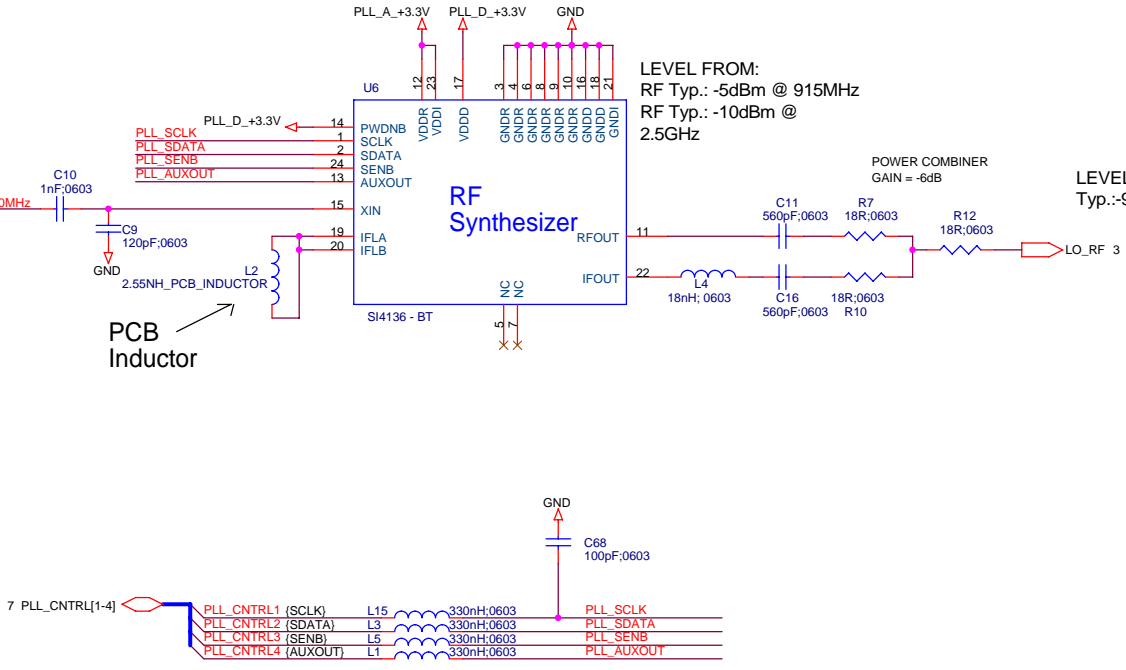 PLL_A_+3.3V
PLL_D_+3.3V
GND
LEVEL FROM:
RF Typ.: -5dBm @ 915MHz
RF Typ.: -10dBm @
2.5GHz
U6
12
23
17
3
4
6
8
9
10
16
18
21
VDDR
VDDI
VDDD
GNDR
GNDR
GNDR
GNDR
GNDR
GNDR
GNDD
GNDD
GNDI
PLL_D_+3.3V
14
PWDNB
PLL_SCLK
1
SCLK
PLL_SDATA
2
SDATA
PLL_SENB
24
SENB
PLL_AUXOUT
13
AUXOUT
POWER COMBINER
GAIN = -6dB
LEVEL
Typ.:-9
C10
1nF;0603
0MHz
15
XIN
C9
120pF;0603
GND
RF
Synthesizer
19
IFLA
20
IFLB
L2
2.55NH_PCB_INDUCTOR
RFOUT
11
C11
560pF;0603
R7
18R;0603
R12
18R;0603
LO_RF
3
IFOUT
22
L4
18nH; 0603
C16
560pF;0603
18R;0603
R10
NC
NC
5
7
SI4136 - BT
PCB
Inductor
GND
C68
100pF;0603
7 PLL_CNTRL[1-4]
PLL_CNTRL1 {SCLK} L15 330nH;0603 PLL_SCLK
PLL_CNTRL2 {SDATA} L3 330nH;0603 PLL_SDATA
PLL_CNTRL3 {SENB} L5 330nH;0603 PLL_SENB
PLL_CNTRL4 {AUXOUT} L1 330nH;0603 PLL_AUXOUT